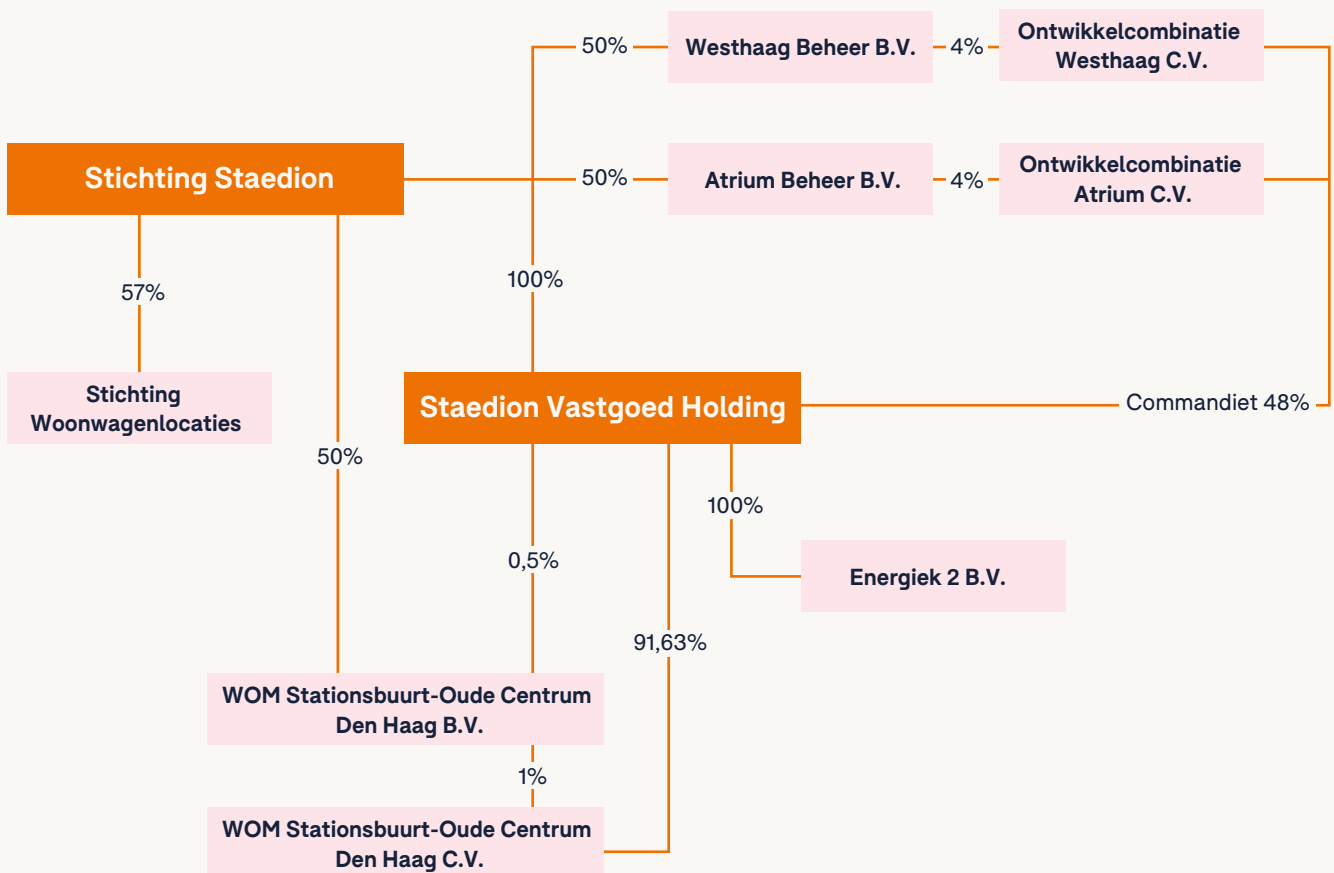 50%
Westhaag Beheer B.V.
4%
Ontwikkelcombinatie
Westhaag C.V.
Stichting Staedion
50%
Atrium Beheer B.V.
4%
Ontwikkelcombinatie
Atrium C.V.
57%
100%
Stichting
Woonwagenlocaties
Staedion Vastgoed Holding
Commandiet 48%
50%
100%
0,5%
Energiek 2 B.V.
91,63%
WOM Stationsbuurt-Oude Centrum
Den Haag B.V.
1%
WOM Stationsbuurt-Oude Centrum
Den Haag C.V.